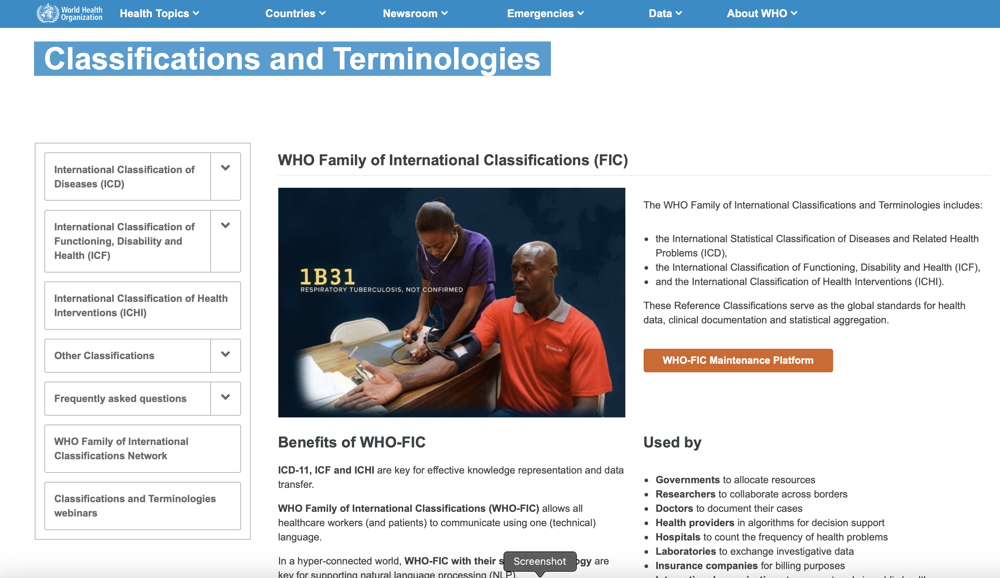 World Health
Organization
Health Topics
Countries
Newsroom
Emergencies
Data
About WHO
Classifications and Terminologies
International Classification of
Diseases (ICD)
International Classification of
Functioning, Disability and
Health (ICF)
International Classification of Health
Interventions (ICHI)
Other Classifications
Frequently asked questions
WHO Family of International
Classifications Network
Classifications and Terminologies
webinars
WHO Family of International Classifications (FIC)
1B31
RESPIRATORY TUBERCULOSIS, NOT CONFIRMED
HAOJIN
The WHO Family of International Classifications and Terminologies includes:
• the International Statistical Classification of Diseases and Related Health
Problems (ICD),
• the International Classification of Functioning, Disability and Health (ICF),
• and the International Classification of Health Interventions (ICHI).
These Reference Classifications serve as the global standards for health
data, clinical documentation and statistical aggregation.
WHO-FIC Maintenance Platform
Benefits of WHO-FIC
ICD-11, ICF and ICHI are key for effective knowledge representation and data
transfer.
WHO Family of International Classifications (WHO-FIC) allows all
healthcare workers (and patients) to communicate using one (technical)
language.
In a hyper-connected world, WHO-FIC with their are
key for supporting natural language processing (NLP).
Screenshot
Used by
• Governments to allocate resources
• Researchers to collaborate across borders
• Doctors to document their cases
• Health providers in algorithms for decision support
• Hospitals to count the frequency of health problems
• Laboratories to exchange investigative data
• Insurance companies for billing purposes